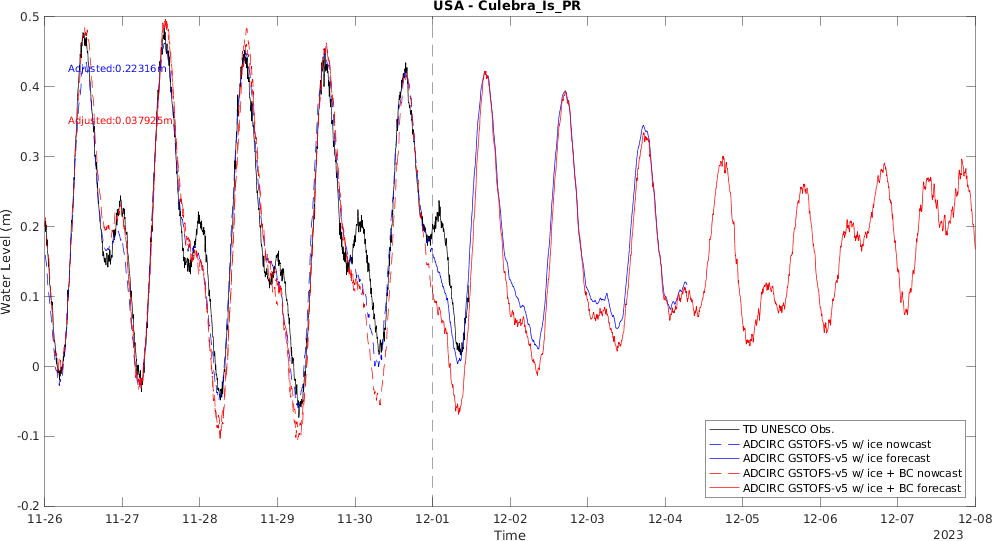 USA - Culebra_Is_PR
0.5
0.4
0.3
0.2
0.1
0
-0.1
-0.2
Water Level (m)
Adjusted:0.22316m
Adjusted:0.037925m
TD UNESCO Obs.
ADCIRC GSTOFS-v5 w/ ice nowcast
ADCIRC GSTOFS-v5 w/ ice forecast
ADCIRC GSTOFS-v5 w/ ice + BC nowcast
ADCIRC GSTOFS-v5 w/ ice + BC forecast
11-26 11-27 11-28 11-29 11-30 12-01 12-02 12-03 12-04 12-05 12-06 12-07 12-08
Time
2023